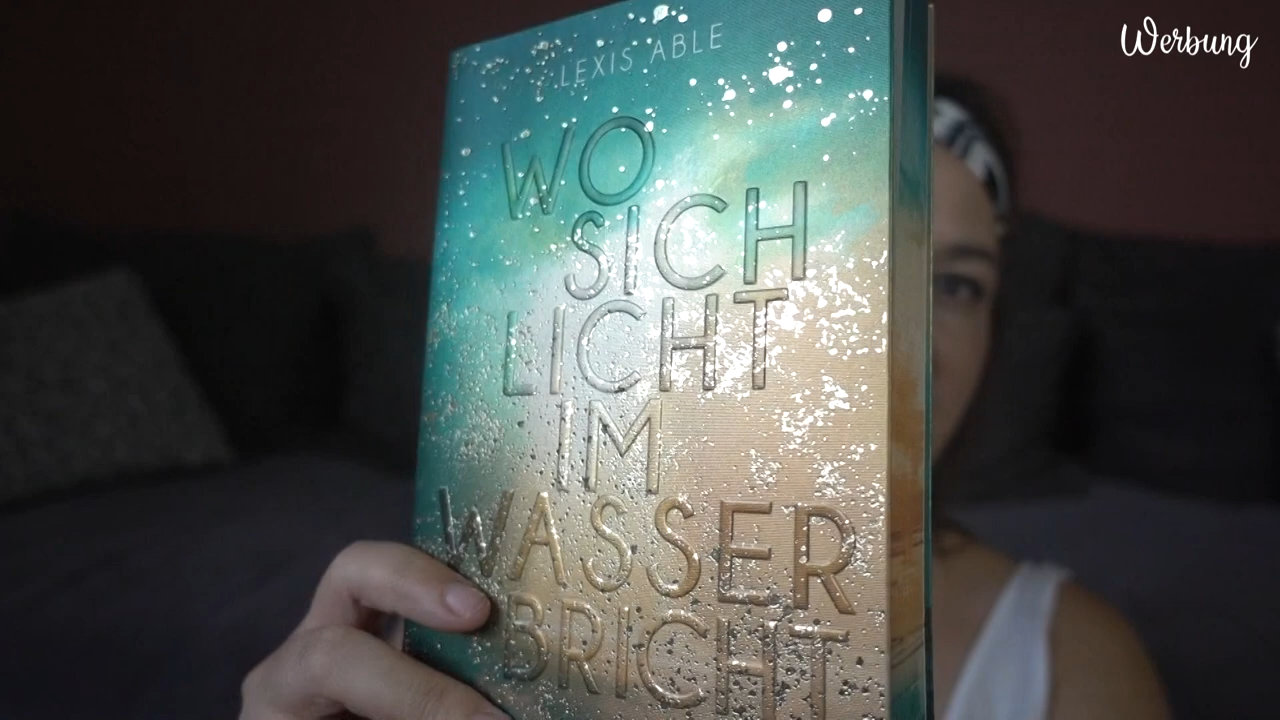 Werbung
LEXIS ABLE
WO
SICH
LICHT
IM
WASSER
BRICHT